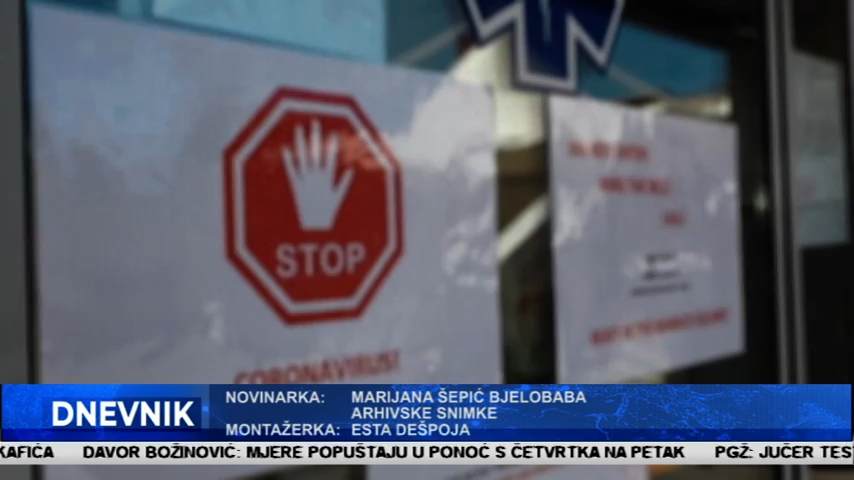 STOP
CORONAVIRUS!
DNEVNIK
NOVINARKA: MARIJANA ŠEPIĆ BJELOBABA
ARHIVSKE SNIMKE
MONTAŽERKA: ESTA DEŠPOJA
KAFIĆA DAVOR BOŽINOVIĆ: MJERE POPUŠTAJU U PONOĆ S ČETVRTKA NA PETAK PGŽ: JUČER TES